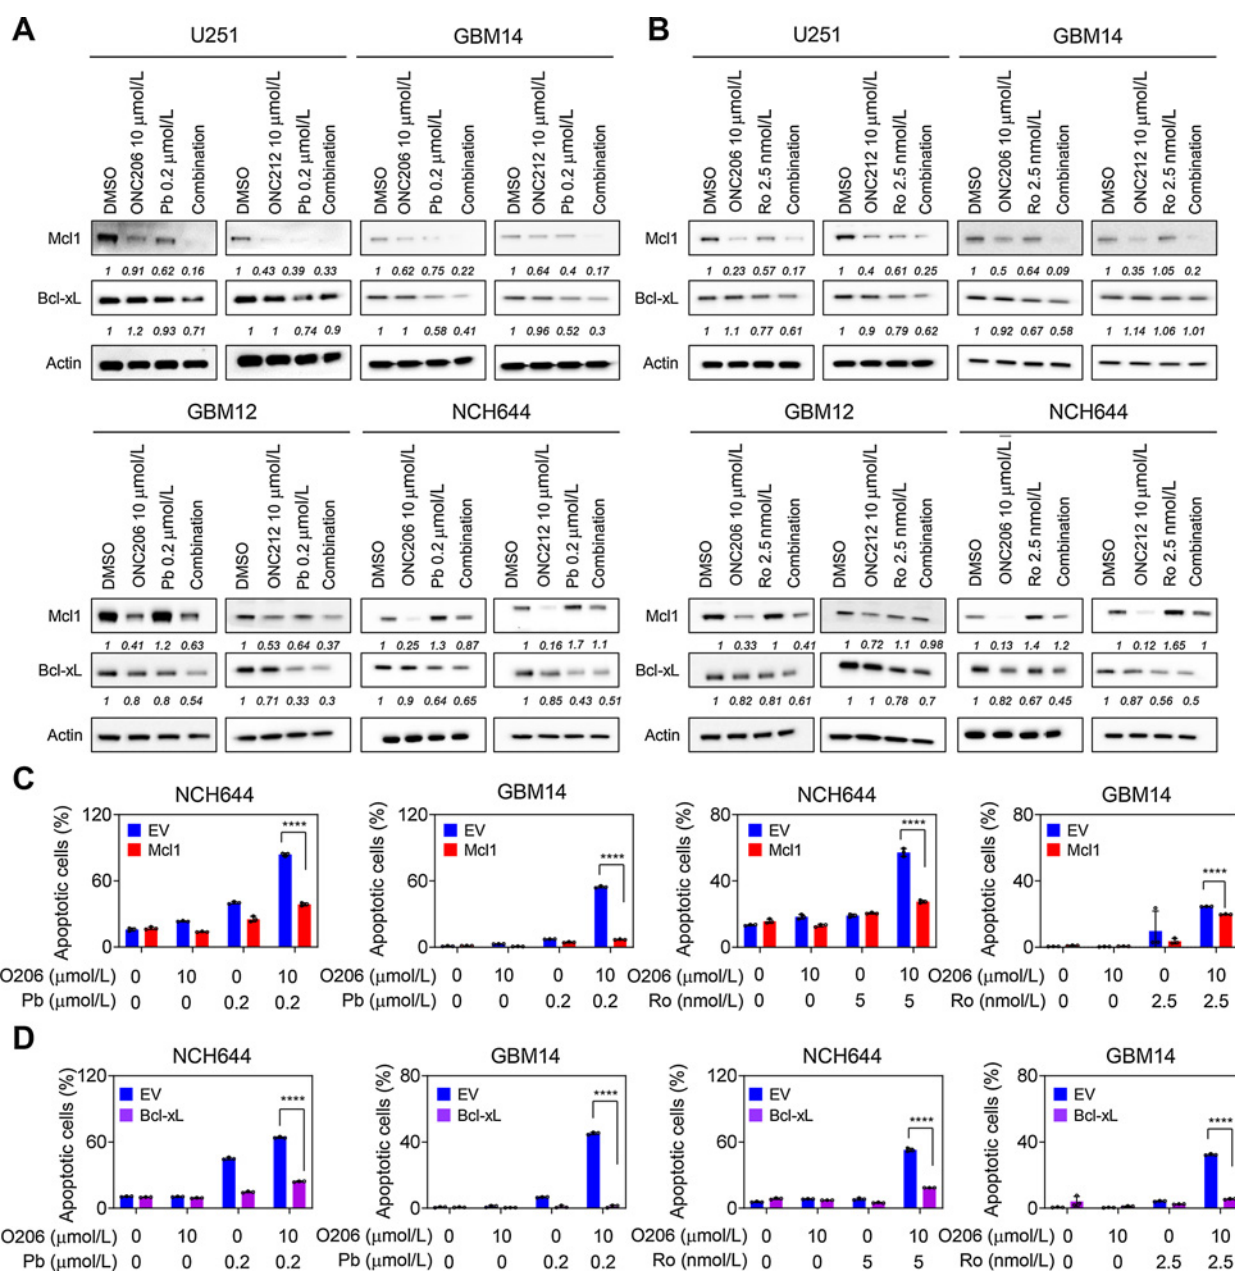 A
B
U251 GBM14 U251 GBM14
DMSO ONC206 10 μmol/L Pb 0.2 μmol/L Combination DMSO ONC212 10 μmol/L Pb 0.2 μmol/L Combination DMSO ONC206 10 μmol/L Pb 0.2 μmol/L Combination DMSO ONC212 10 μmol/L Pb 0.2 μmol/L Combination DMSO ONC206 10 μmol/L Ro 2.5 nmol/L Combination DMSO ONC212 10 μmol/L Ro 2.5 nmol/L Combination DMSO ONC206 10 μmol/L Ro 2.5 nmol/L Combination DMSO ONC212 10 μmol/L Ro 2.5 nmol/L Combination
Mcl1 Mcl1
1 0.91 0.62 0.16 1 0.43 0.39 0.33 1 0.62 0.75 0.22 1 0.64 0.4 0.17 1 0.23 0.57 0.17 1 0.4 0.61 0.25 1 0.5 0.64 0.09 1 0.35 1.05 0.2
Bcl-xL Bcl-xL
1 1.2 0.93 0.71 1 1 0.74 0.9 1 1 0.58 0.41 1 0.96 0.52 0.3 1 1.1 0.77 0.61 1 0.9 0.79 0.62 1 0.92 0.67 0.58 1 1.14 1.06 1.01
Actin Actin
GBM12 NCH644 GBM12 NCH644
DMSO ONC206 10 μmol/L Pb 0.2 μmol/L Combination DMSO ONC212 10 μmol/L Pb 0.2 μmol/L Combination DMSO ONC206 10 μmol/L Pb 0.2 μmol/L Combination DMSO ONC212 10 μmol/L Pb 0.2 μmol/L Combination DMSO ONC206 10 μmol/L Ro 2.5 nmol/L Combination DMSO ONC212 10 μmol/L Ro 2.5 nmol/L Combination DMSO ONC206 10 μmol/L Ro 2.5 nmol/L Combination DMSO ONC212 10 μmol/L Ro 2.5 nmol/L Combination
Mcl1 Mcl1
1 0.41 1.2 0.63 1 0.53 0.64 0.37 1 0.25 1.3 0.87 1 0.16 1.7 1.1 1 0.33 1 0.41 1 0.72 1.1 0.98 1 0.13 1.4 1.2 1 0.12 1.65 1
Bcl-xL Bcl-xL
1 0.8 0.8 0.54 1 0.71 0.33 0.3 1 0.9 0.64 0.65 1 0.85 0.43 0.51 1 0.82 0.81 0.61 1 1 0.78 0.7 1 0.82 0.67 0.45 1 0.87 0.56 0.5
Actin Actin
C
NCH644
Apoptotic cells (%)
120
60
0
EV
Mcl1
****
O206 (μmol/L) 0 10 0 10
Pb (μmol/L) 0 0 0.2 0.2
GBM14
Apoptotic cells (%)
80
40
0
EV
Mcl1
****
O206 (μmol/L) 0 10 0 10
Pb (μmol/L) 0 0 0.2 0.2
NCH644
Apoptotic cells (%)
80
40
0
EV
Mcl1
****
O206 (μmol/L) 0 10 0 10
Ro (nmol/L) 0 0 5 5
GBM14
Apoptotic cells (%)
80
40
0
EV
Mcl1
****
O206 (μmol/L) 0 10 0 10
Ro (nmol/L) 0 0 2.5 2.5
D
NCH644
Apoptotic cells (%)
120
60
0
EV
Bcl-xL
****
O206 (μmol/L) 0 10 0 10
Pb (μmol/L) 0 0 0.2 0.2
GBM14
Apoptotic cells (%)
80
40
0
EV
Bcl-xL
****
O206 (μmol/L) 0 10 0 10
Pb (μmol/L) 0 0 0.2 0.2
NCH644
Apoptotic cells (%)
120
60
0
EV
Bcl-xL
****
O206 (μmol/L) 0 10 0 10
Ro (nmol/L) 0 0 5 5
GBM14
Apoptotic cells (%)
80
40
0
EV
Bcl-xL
****
O206 (μmol/L) 0 10 0 10
Ro (nmol/L) 0 0 2.5 2.5